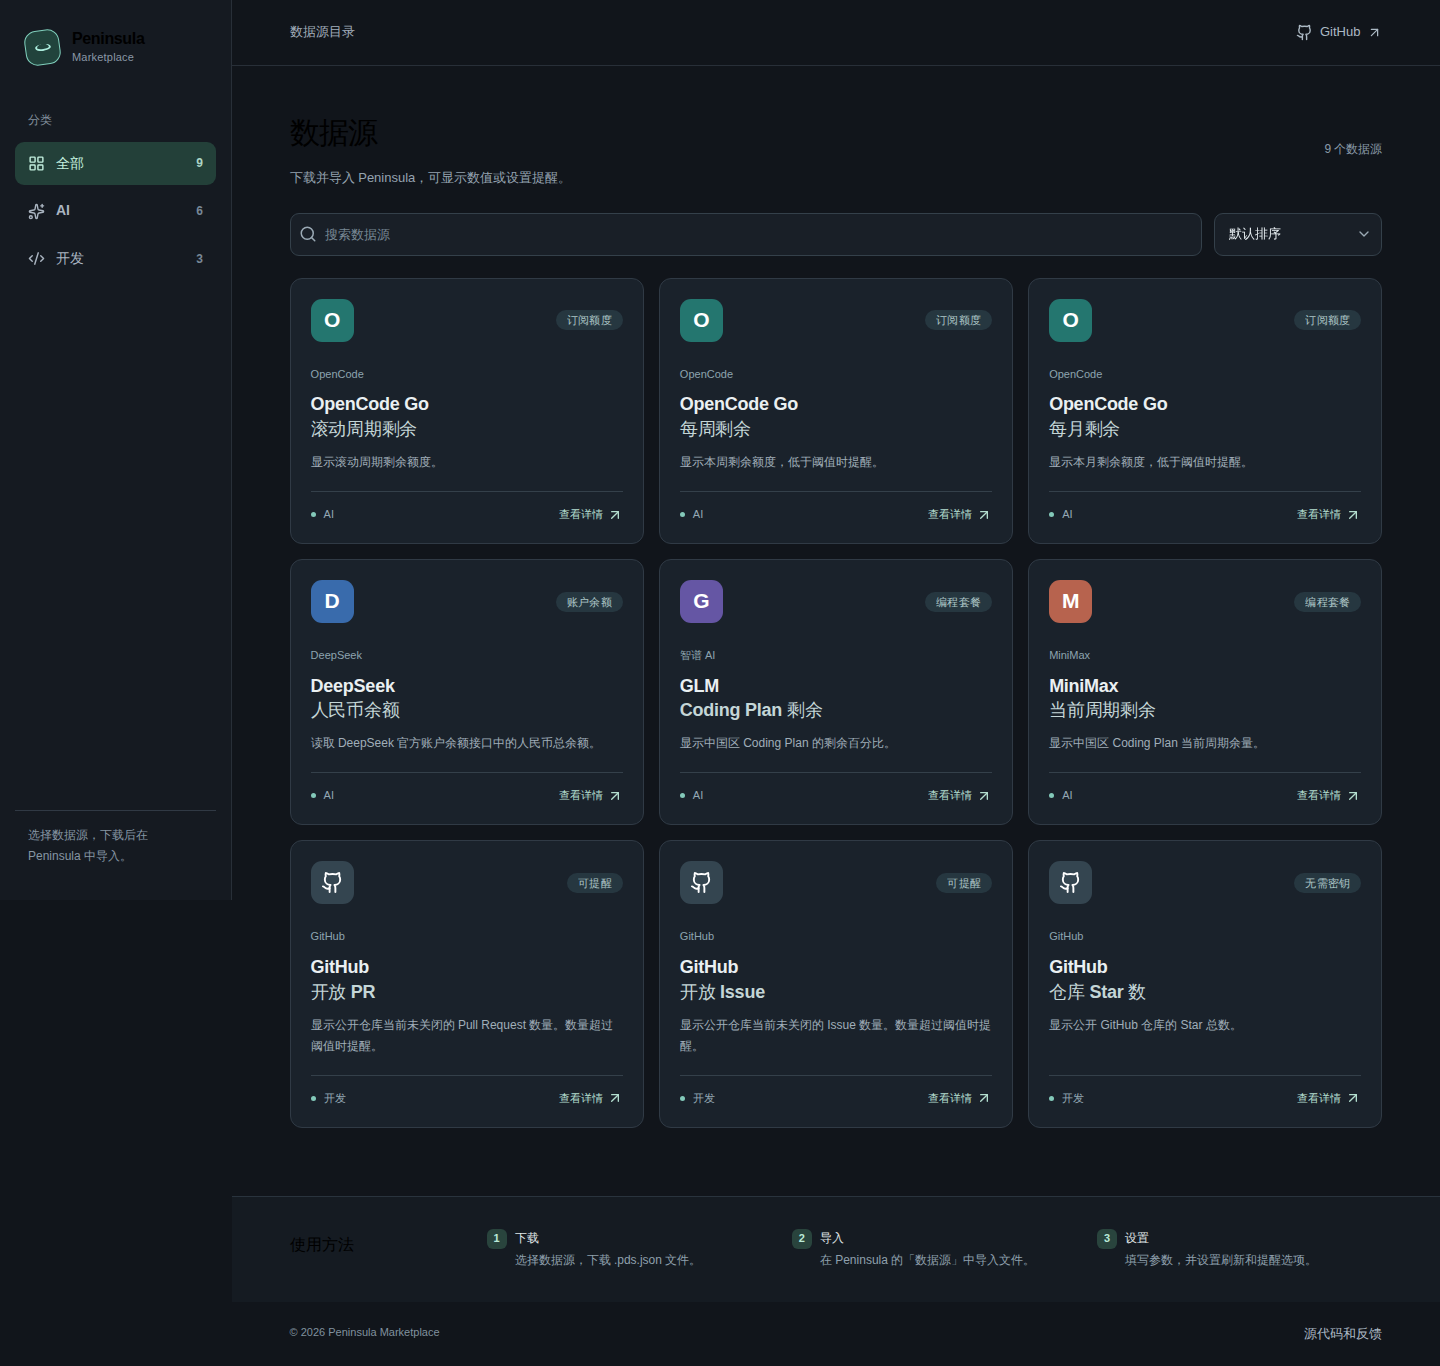 Peninsula
Marketplace
分类
全部 9
AI 6
开发 3
选择数据源，下载后在
Peninsula 中导入。
数据源目录
GitHub
数据源
下载并导入 Peninsula，可显示数值或设置提醒。
9 个数据源
搜索数据源
默认排序
O
订阅额度
OpenCode
OpenCode Go
滚动周期剩余
显示滚动周期剩余额度。
AI
查看详情
O
订阅额度
OpenCode
OpenCode Go
每周剩余
显示本周剩余额度，低于阈值时提醒。
AI
查看详情
O
订阅额度
OpenCode
OpenCode Go
每月剩余
显示本月剩余额度，低于阈值时提醒。
AI
查看详情
D
账户余额
DeepSeek
DeepSeek
人民币余额
读取 DeepSeek 官方账户余额接口中的人民币总余额。
AI
查看详情
G
编程套餐
智谱 AI
GLM
Coding Plan 剩余
显示中国区 Coding Plan 的剩余百分比。
AI
查看详情
M
编程套餐
MiniMax
MiniMax
当前周期剩余
显示中国区 Coding Plan 当前周期余量。
AI
查看详情
可提醒
GitHub
GitHub
开放 PR
显示公开仓库当前未关闭的 Pull Request 数量。数量超过
阈值时提醒。
开发
查看详情
可提醒
GitHub
GitHub
开放 Issue
显示公开仓库当前未关闭的 Issue 数量。数量超过阈值时提
醒。
开发
查看详情
无需密钥
GitHub
GitHub
仓库 Star 数
显示公开 GitHub 仓库的 Star 总数。
开发
查看详情
使用方法
1 下载
选择数据源，下载 .pds.json 文件。
2 导入
在 Peninsula 的「数据源」中导入文件。
3 设置
填写参数，并设置刷新和提醒选项。
© 2026 Peninsula Marketplace
源代码和反馈